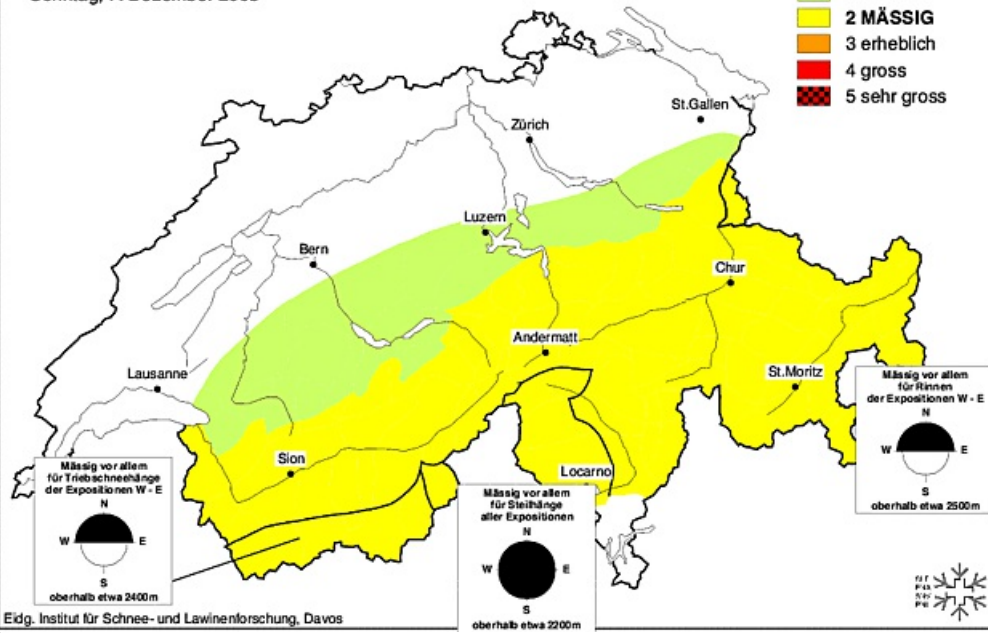 2 MÄSSIG
3 erheblich
4 gross
5 sehr gross
St.Gallen
Zürich
Luzern
Bern
Chur
Andermatt
Lausanne
St.Moritz
Sion
Locarno
Mässig vor allem
für Rinnen
der Expositionen W - E
N
W E
S
oberhalb etwa 2500m
Mässig vor allem
für Triebschneehänge
der Expositionen W - E
N
W E
S
oberhalb etwa 2400m
Mässig vor allem
für Steilhänge
aller Expositionen
N
W E
S
oberhalb etwa 2200m
Eidg. Institut für Schnee- und Lawinenforschung, Davos